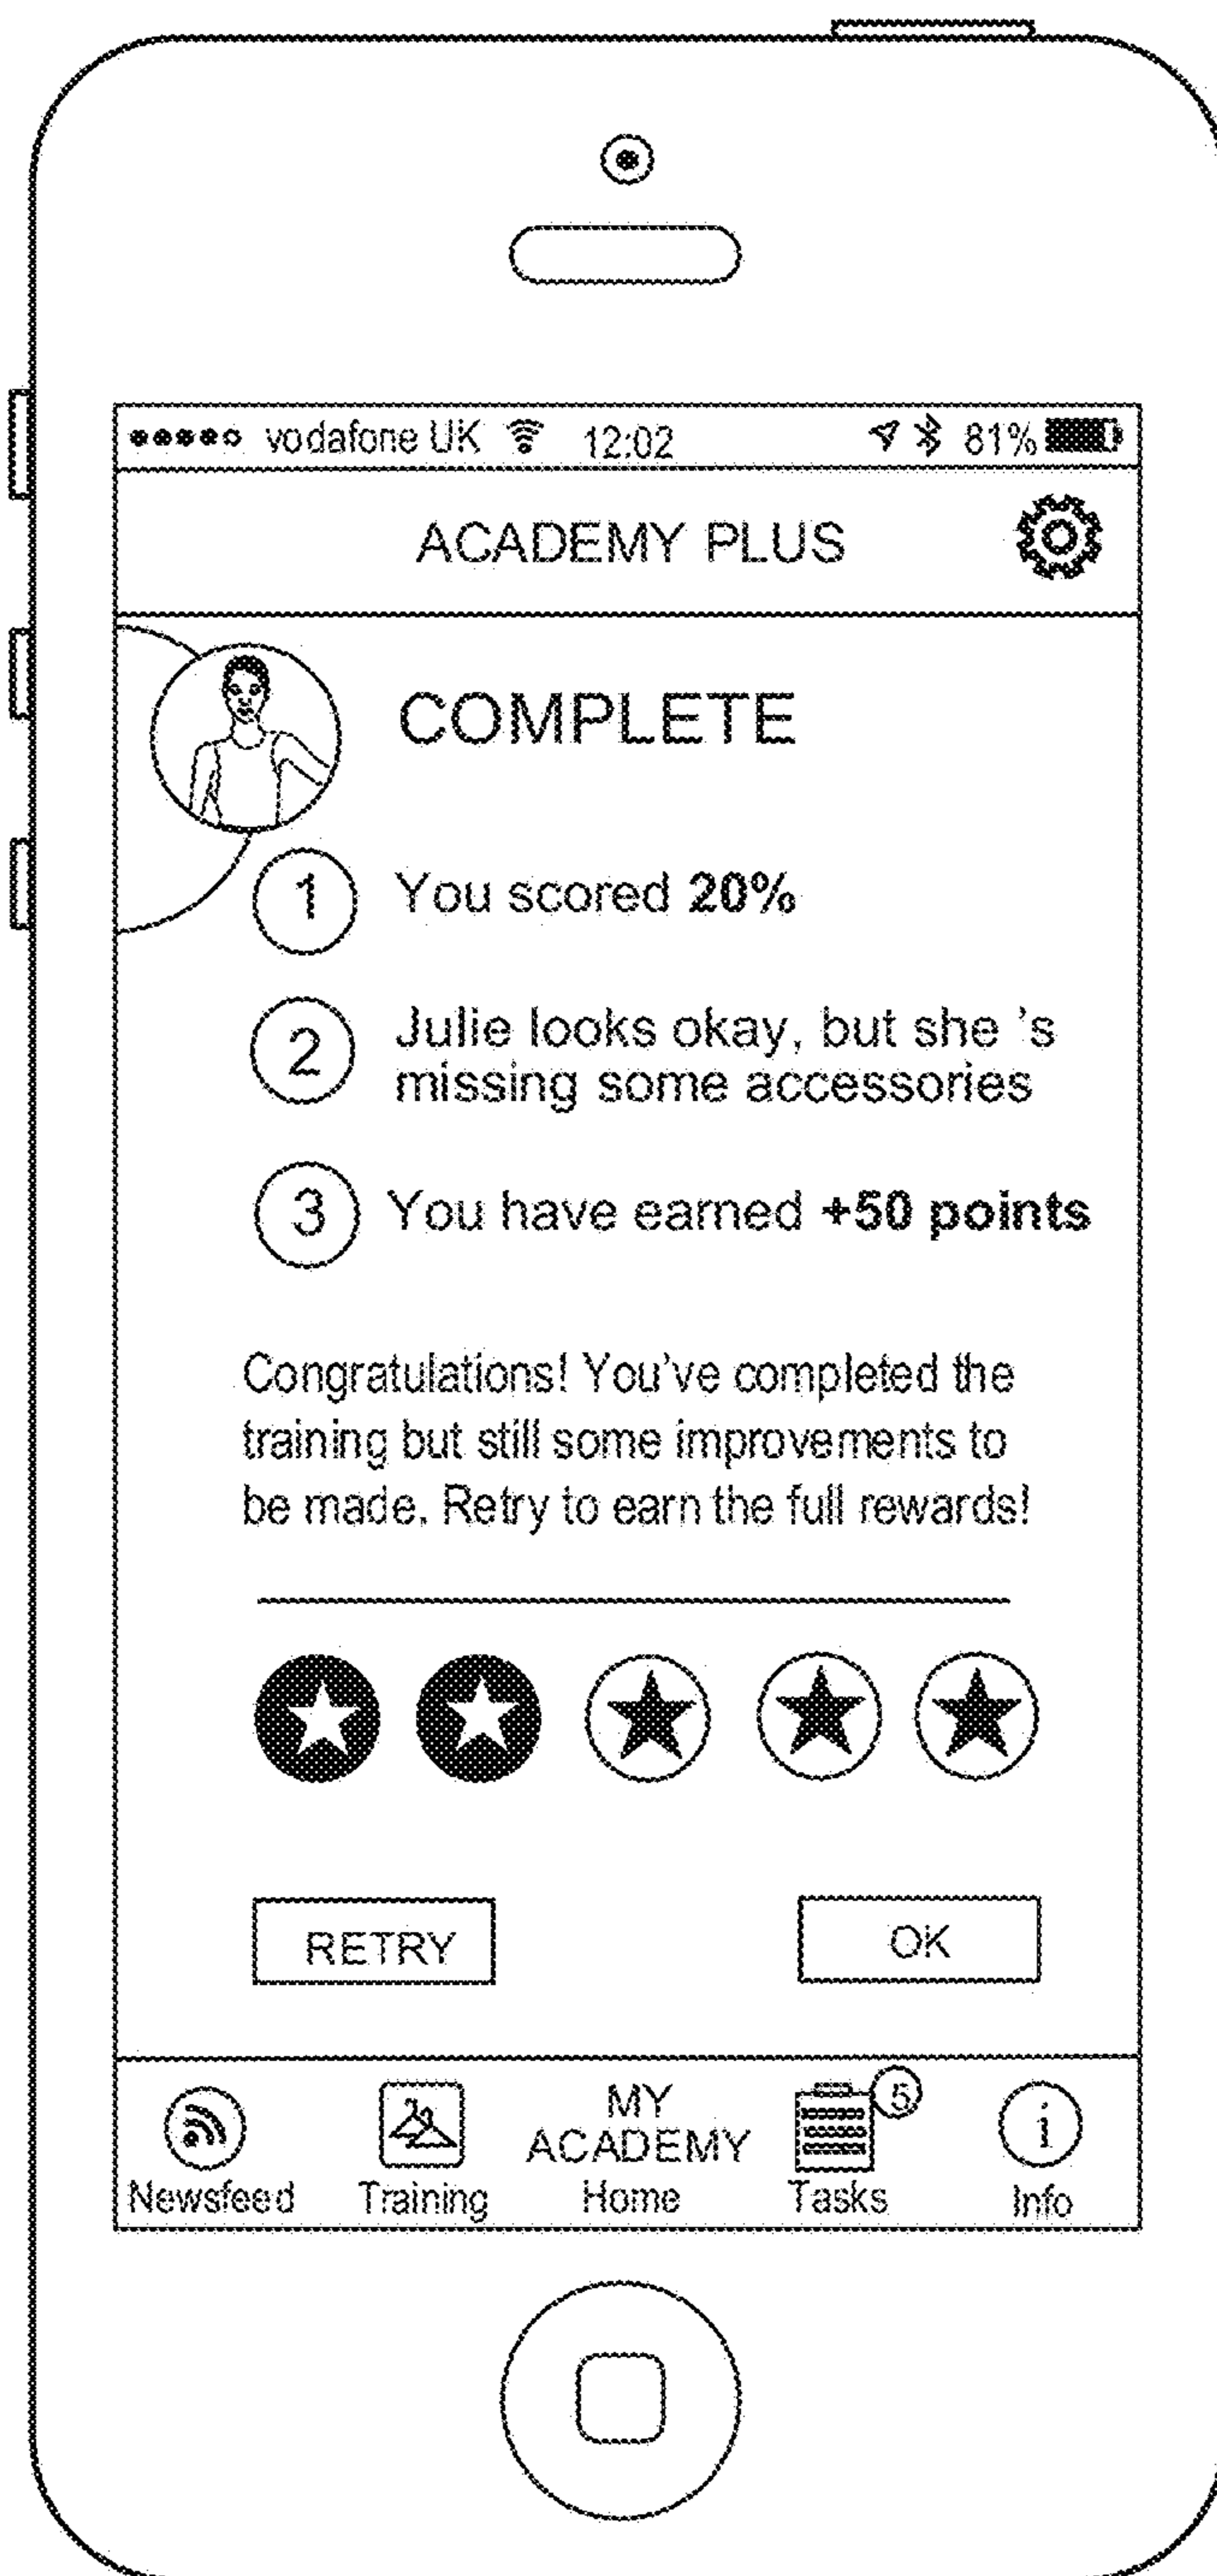 vodafone UK 12:02 81%
ACADEMY PLUS
COMPLETE
1 You scored 20%
2 Julie looks okay, but she 's
missing some accessories
3 You have earned +50 points
Congratulations! You've completed the
training but still some improvements to
be made. Retry to earn the full rewards!
RETRY OK
MY
ACADEMY
5
i
Newsfeed Training Home Tasks Info